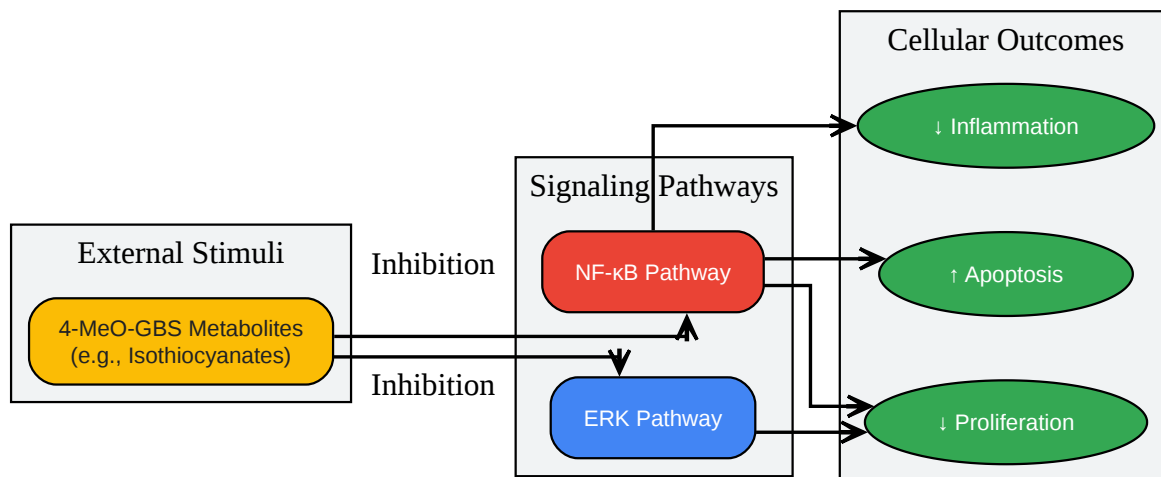 External Stimuli
4-MeO-GBS Metabolites
(e.g., Isothiocyanates)
Inhibition
Inhibition
Signaling Pathways
NF-κB Pathway
ERK Pathway
Cellular Outcomes
↓ Inflammation
↑ Apoptosis
↓ Proliferation